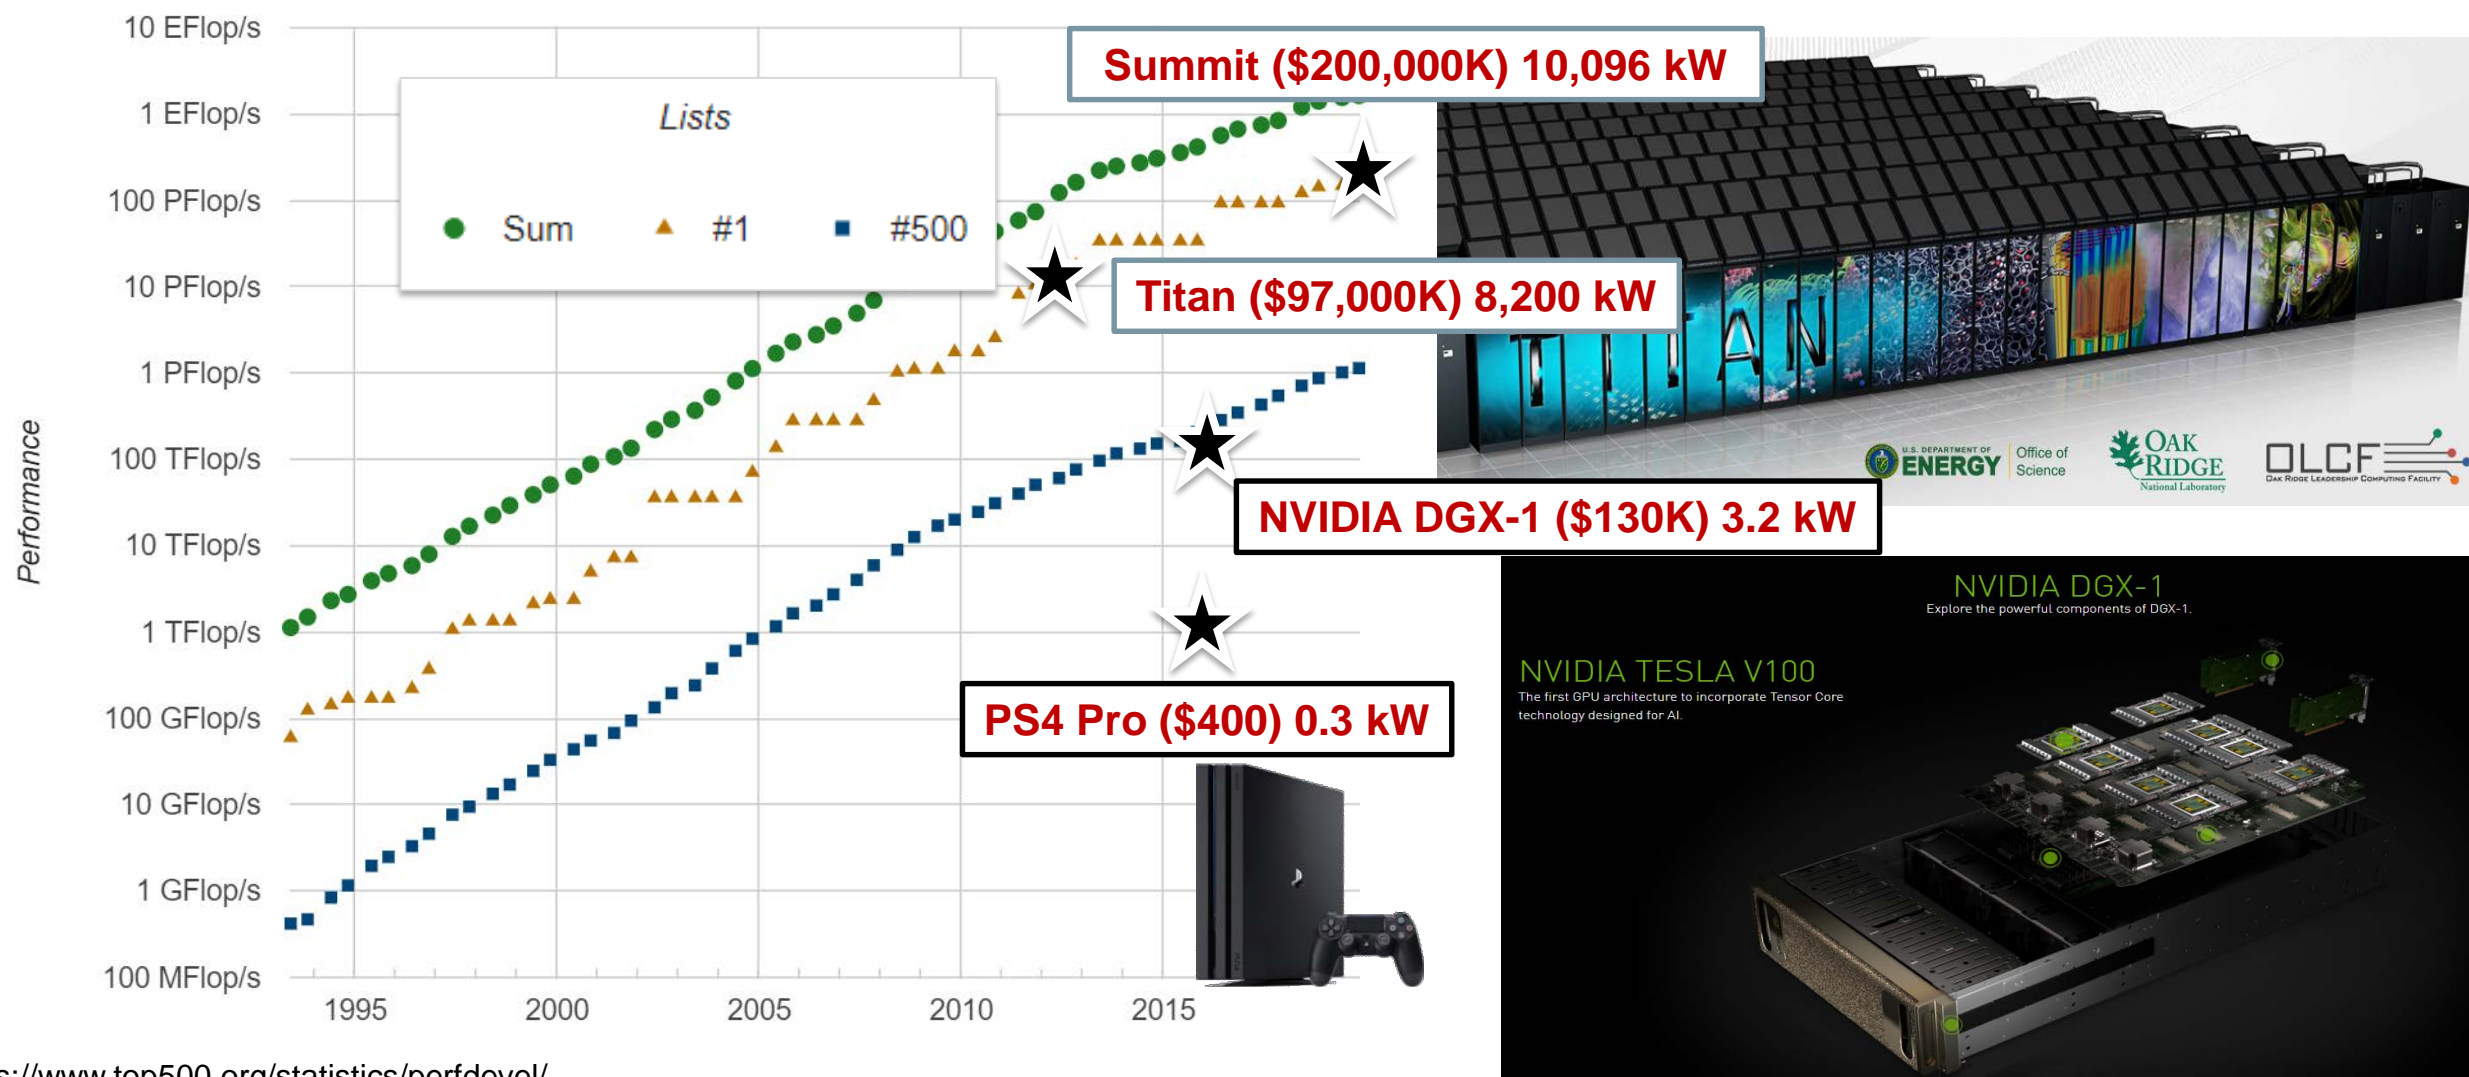 10 EFlop/s
1 EFlop/s
100 PFlop/s
10 PFlop/s
1 PFlop/s
100 TFlop/s
10 TFlop/s
1 TFlop/s
100 GFlop/s
10 GFlop/s
1 GFlop/s
100 MFlop/s
Performance
1995 2000 2005 2010 2015
Lists
Sum #1 #500
Summit ($200,000K) 10,096 kW
Titan ($97,000K) 8,200 kW
NVIDIA DGX-1 ($130K) 3.2 kW
PS4 Pro ($400) 0.3 kW
TITAN
U.S. DEPARTMENT OF
ENERGY
Office of
Science
OAK
RIDGE
National Laboratory
OLCF
OAK RIDGE LEADERSHIP COMPUTING FACILITY
NVIDIA DGX-1
Explore the powerful components of DGX-1.
NVIDIA TESLA V100
The first GPU architecture to incorporate Tensor Core
technology designed for AI.
s://www.top500.org/statistics/perfdevel/